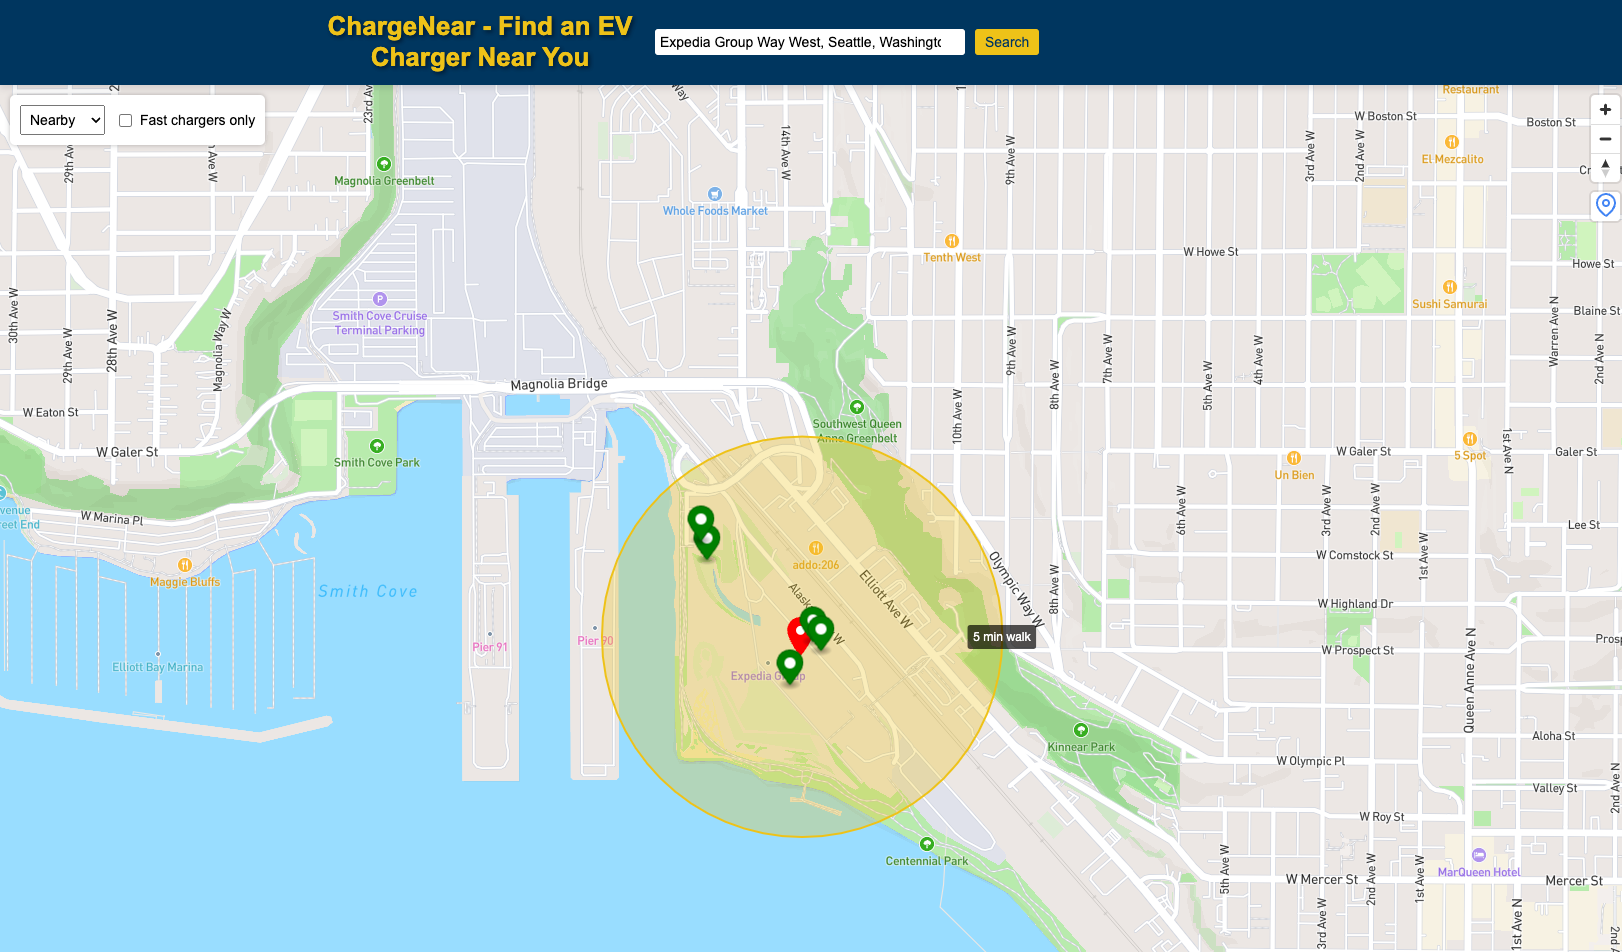 ChargeNear - Find an EV
Charger Near You
Expedia Group Way West, Seattle, Washingto
Search
Nearby
Fast chargers only
23rd Av
Way
Restaurant
W Boston St
Boston St
29th Av
Av W
14th Ave W
9th Ave W
3rd Ave W
2nd Ave W
El Mezcalito
Magnolia Greenbelt
Whole Foods Market
Tenth West
W Howe St
Howe St
Smith Cove Cruise
Terminal Parking
Sushi Samurai
Blaine St
30th Ave W
29th Ave W
28th Ave W
Magnolia Way W
9th Ave W
8th Ave W
7th Ave W
5th Ave W
4th Ave W
Warren Ave N
2nd Ave N
Magnolia Bridge
W Eaton St
10th Ave W
Southwest Queen
Anne Greenbelt
W Galer St
Smith Cove Park
W Galer St
5 Spot
Galer St
1st Ave N
Un Bien
venue
reet End
W Marina Pl
6th Ave W
3rd Ave W
2nd Ave W
1st Ave W
Lee St
W Comstock St
addo:206
Maggie Bluffs
Smith Cove
Elliott Ave W
Olympic Way W
8th Ave W
W Highland Dr
Alask
W
5 min walk
Pier 91
Pier 90
W Prospect St
Prosp
Elliott Bay Marina
Expedia G
p
Queen Anne Ave N
Kinnear Park
Aloha St
W Olympic Pl
Valley St
2nd Ave N
W Roy St
Centennial Park
MarQueen Hotel
W Mercer St
Mercer St
5th Ave W
2nd Ave W
1st Ave W
3rd Ave W
1st Ave N